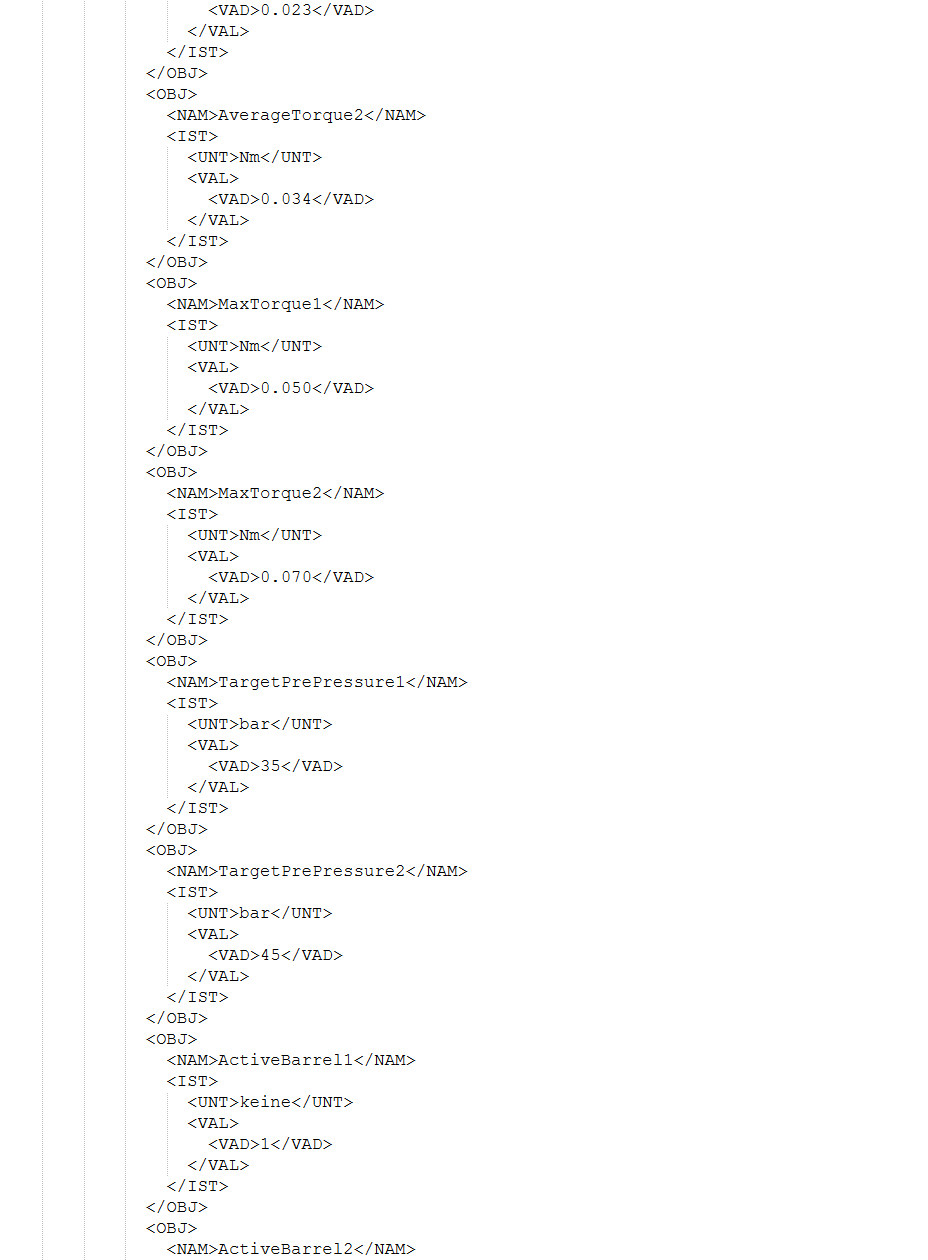 <VAD>0.023</VAD>
</VAL>
</IST>
</OBJ>
<OBJ>
<NAM>AverageTorque2</NAM>
<IST>
<UNT>Nm</UNT>
<VAL>
<VAD>0.034</VAD>
</VAL>
</IST>
</OBJ>
<OBJ>
<NAM>MaxTorque1</NAM>
<IST>
<UNT>Nm</UNT>
<VAL>
<VAD>0.050</VAD>
</VAL>
</IST>
</OBJ>
<OBJ>
<NAM>MaxTorque2</NAM>
<IST>
<UNT>Nm</UNT>
<VAL>
<VAD>0.070</VAD>
</VAL>
</IST>
</OBJ>
<OBJ>
<NAM>TargetPrePressure1</NAM>
<IST>
<UNT>bar</UNT>
<VAL>
<VAD>35</VAD>
</VAL>
</IST>
</OBJ>
<OBJ>
<NAM>TargetPrePressure2</NAM>
<IST>
<UNT>bar</UNT>
<VAL>
<VAD>45</VAD>
</VAL>
</IST>
</OBJ>
<OBJ>
<NAM>ActiveBarrel1</NAM>
<IST>
<UNT>keine</UNT>
<VAL>
<VAD>1</VAD>
</VAL>
</IST>
</OBJ>
<OBJ>
<NAM>ActiveBarrel2</NAM>